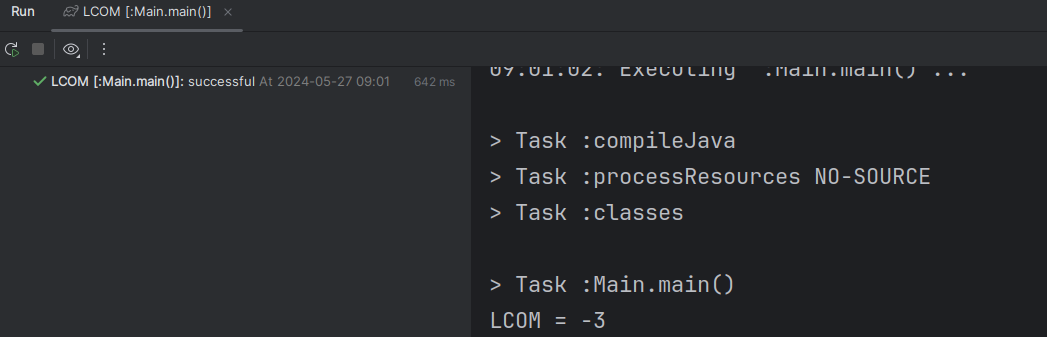 Run
LCOM [:Main.main()]
LCOM [:Main.main()]: successful At 2024-05-27 09:01
642 ms
09:01:02: Executing ':Main.main()'...
> Task :compileJava
> Task :processResources NO-SOURCE
> Task :classes
> Task :Main.main()
LCOM = -3